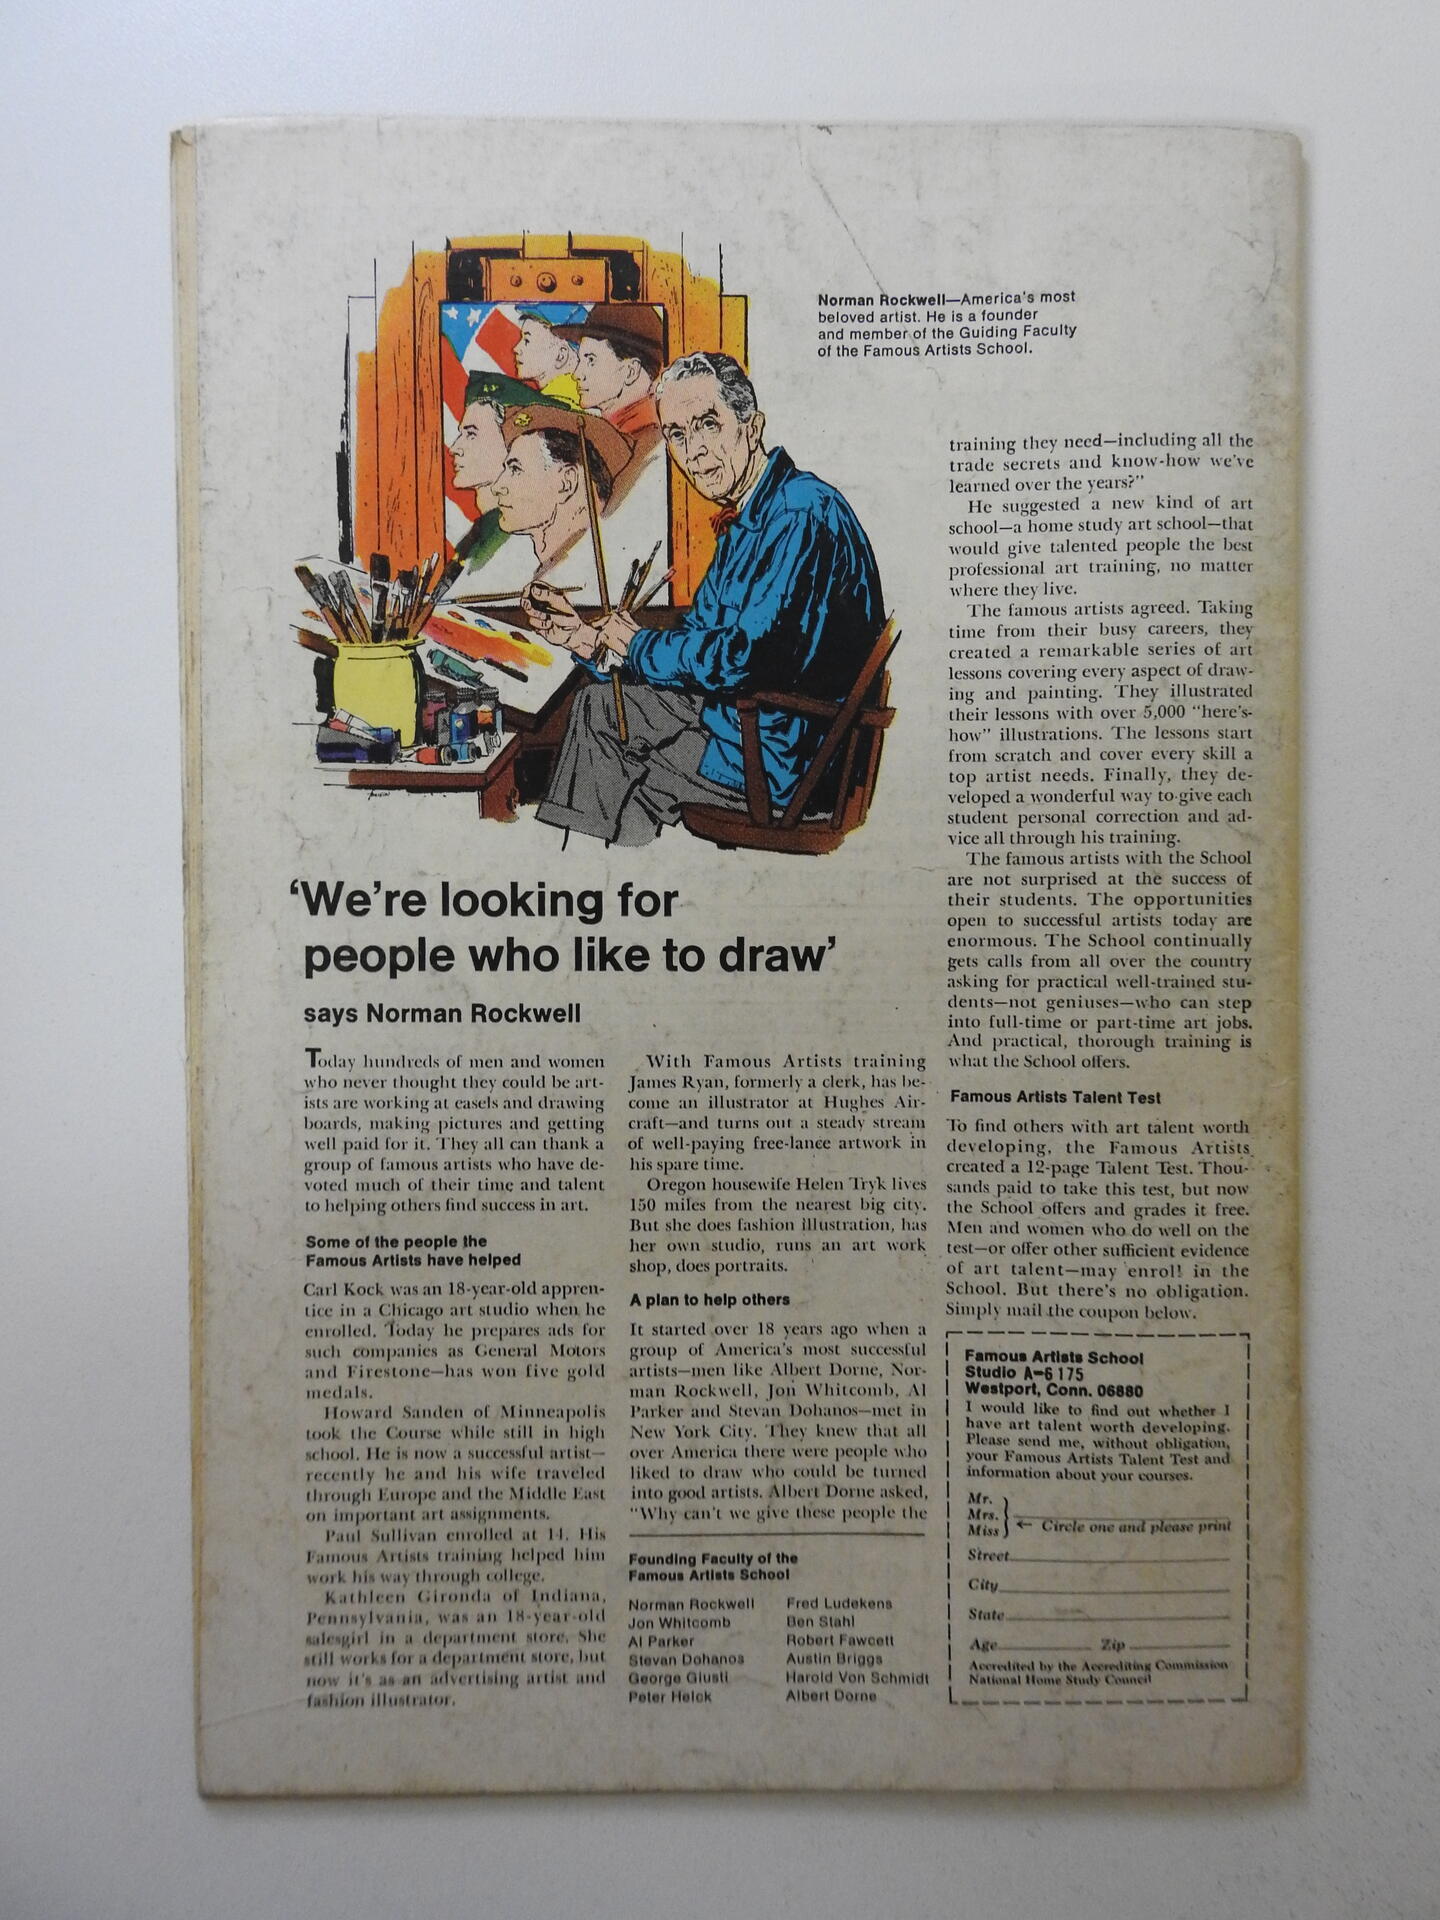 Norman Rockwell—America's most
beloved artist. He is a founder
and member of the Guiding Faculty
of the Famous Artists School.
'We're looking for
people who like to draw'
says Norman Rockwell
Today hundreds of men and women
who never thought they could be art-
ists are working at easels and drawing
boards, making pictures and getting
well paid for it. They all can thank a
group of famous artists who have de-
voted much of their time and talent
to helping others find success in art.
Some of the people the
Famous Artists have helped
Carl Kock was an 18-year-old appren-
tice in a Chicago art studio when he
enrolled. Today he prepares ads for
such companies as General Motors
and Firestone—has won five gold
medals.
Howard Sanden of Minneapolis
took the Course while still in high
school. He is now a successful artist—
recently he and his wife traveled
through Europe and the Middle East
on important art assignments.
Paul Sullivan enrolled at 14. His
Famous Artists training helped him
work his way through college.
Kathleen Gironda of Indiana,
Pennsylvania, was an 18-year-old
salesgirl in a department store. She
still works for a department store, but
now it's as an advertising artist and
fashion illustrator.
With Famous Artists training
James Ryan, formerly a clerk, has be-
come an illustrator at Hughes Air-
craft—and turns out a steady stream
of well-paying free-lance artwork in
his spare time.
Oregon housewife Helen Tryk lives
150 miles from the nearest big city.
But she does fashion illustration, has
her own studio, runs an art work
shop, does portraits.
A plan to help others
It started over 18 years ago when a
group of America's most successful
artists—men like Albert Dorne, Nor-
man Rockwell, Jon Whitcomb, Al
Parker and Stevan Dohanos—met in
New York City. They knew that all
over America there were people who
liked to draw who could be turned
into good artists. Albert Dorne asked,
"Why can't we give these people the
training they need—including all the
trade secrets and know-how we've
learned over the years?"
He suggested a new kind of art
school—a home study art school—that
would give talented people the best
professional art training, no matter
where they live.
The famous artists agreed. Taking
time from their busy careers, they
created a remarkable series of art
lessons covering every aspect of draw-
ing and painting. They illustrated
their lessons with over 5,000 "here's-
how" illustrations. The lessons start
from scratch and cover every skill a
top artist needs. Finally, they de-
veloped a wonderful way to give each
student personal correction and ad-
vice all through his training.
The famous artists with the School
are not surprised at the success of
their students. The opportunities
open to successful artists today are
enormous. The School continually
gets calls from all over the country
asking for practical well-trained stu-
dents—not geniuses—who can step
into full-time or part-time art jobs.
And practical, thorough training is
what the School offers.
Famous Artists Talent Test
To find others with art talent worth
developing, the Famous Artists
created a 12-page Talent Test. Thou-
sands paid to take this test, but now
the School offers and grades it free.
Men and women who do well on the
test—or offer other sufficient evidence
of art talent—may enroll in the
School. But there's no obligation.
Simply mail the coupon below.
Founding Faculty of the
Famous Artists School
Norman Rockwell
Jon Whitcomb
Al Parker
Stevan Dohanos
George Giusti
Peter Helck
Fred Ludekens
Ben Stahl
Robert Fawcett
Austin Briggs
Harold Von Schmidt
Albert Dorne
Famous Artists School
Studio A-6175
Westport, Conn. 06880
I would like to find out whether I
have art talent worth developing.
Please send me, without obligation,
your Famous Artists Talent Test and
information about your courses.
Mr.
Mrs.
Miss
← Circle one and please print
Street
City
State
Age Zip
Accredited by the Accrediting Commission
National Home Study Council